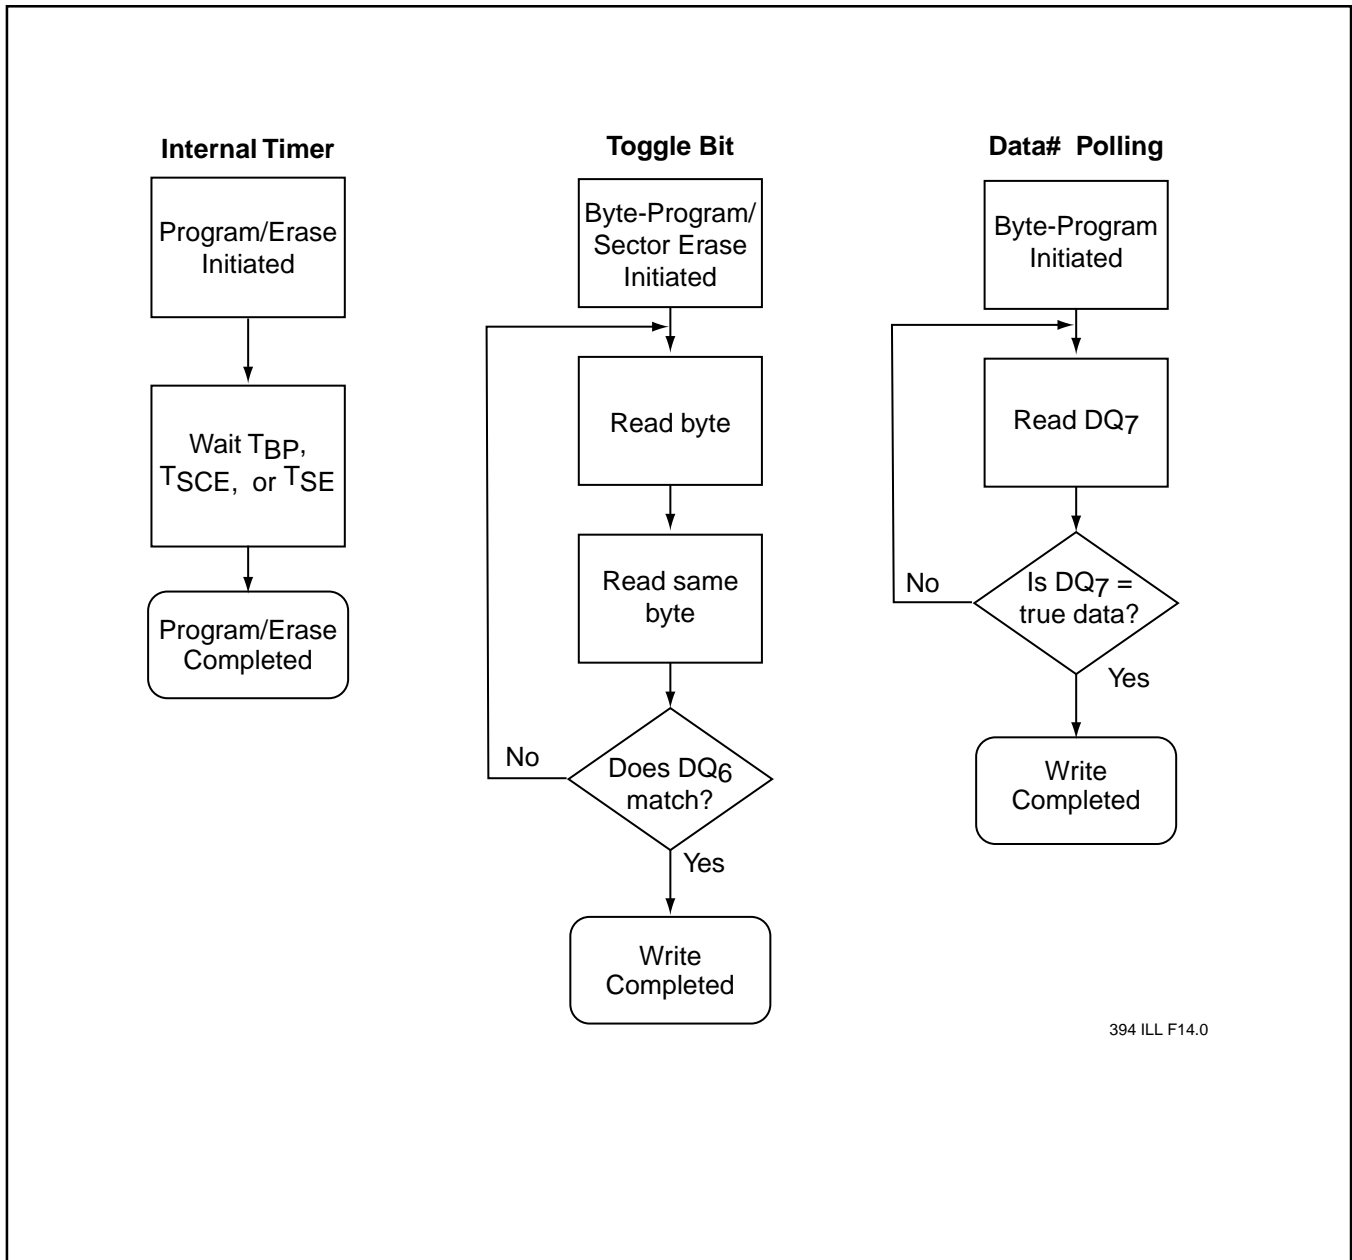 Internal Timer
Program/Erase
Initiated
Wait TBP,
TSCE, or TSE
Program/Erase
Completed
Toggle Bit
Byte-Program/
Sector Erase
Initiated
Read byte
Read same
byte
No
Does DQ6
match?
Yes
Write
Completed
Data# Polling
Byte-Program
Initiated
Read DQ7
No
Is DQ7 =
true data?
Yes
Write
Completed
394 ILL F14.0